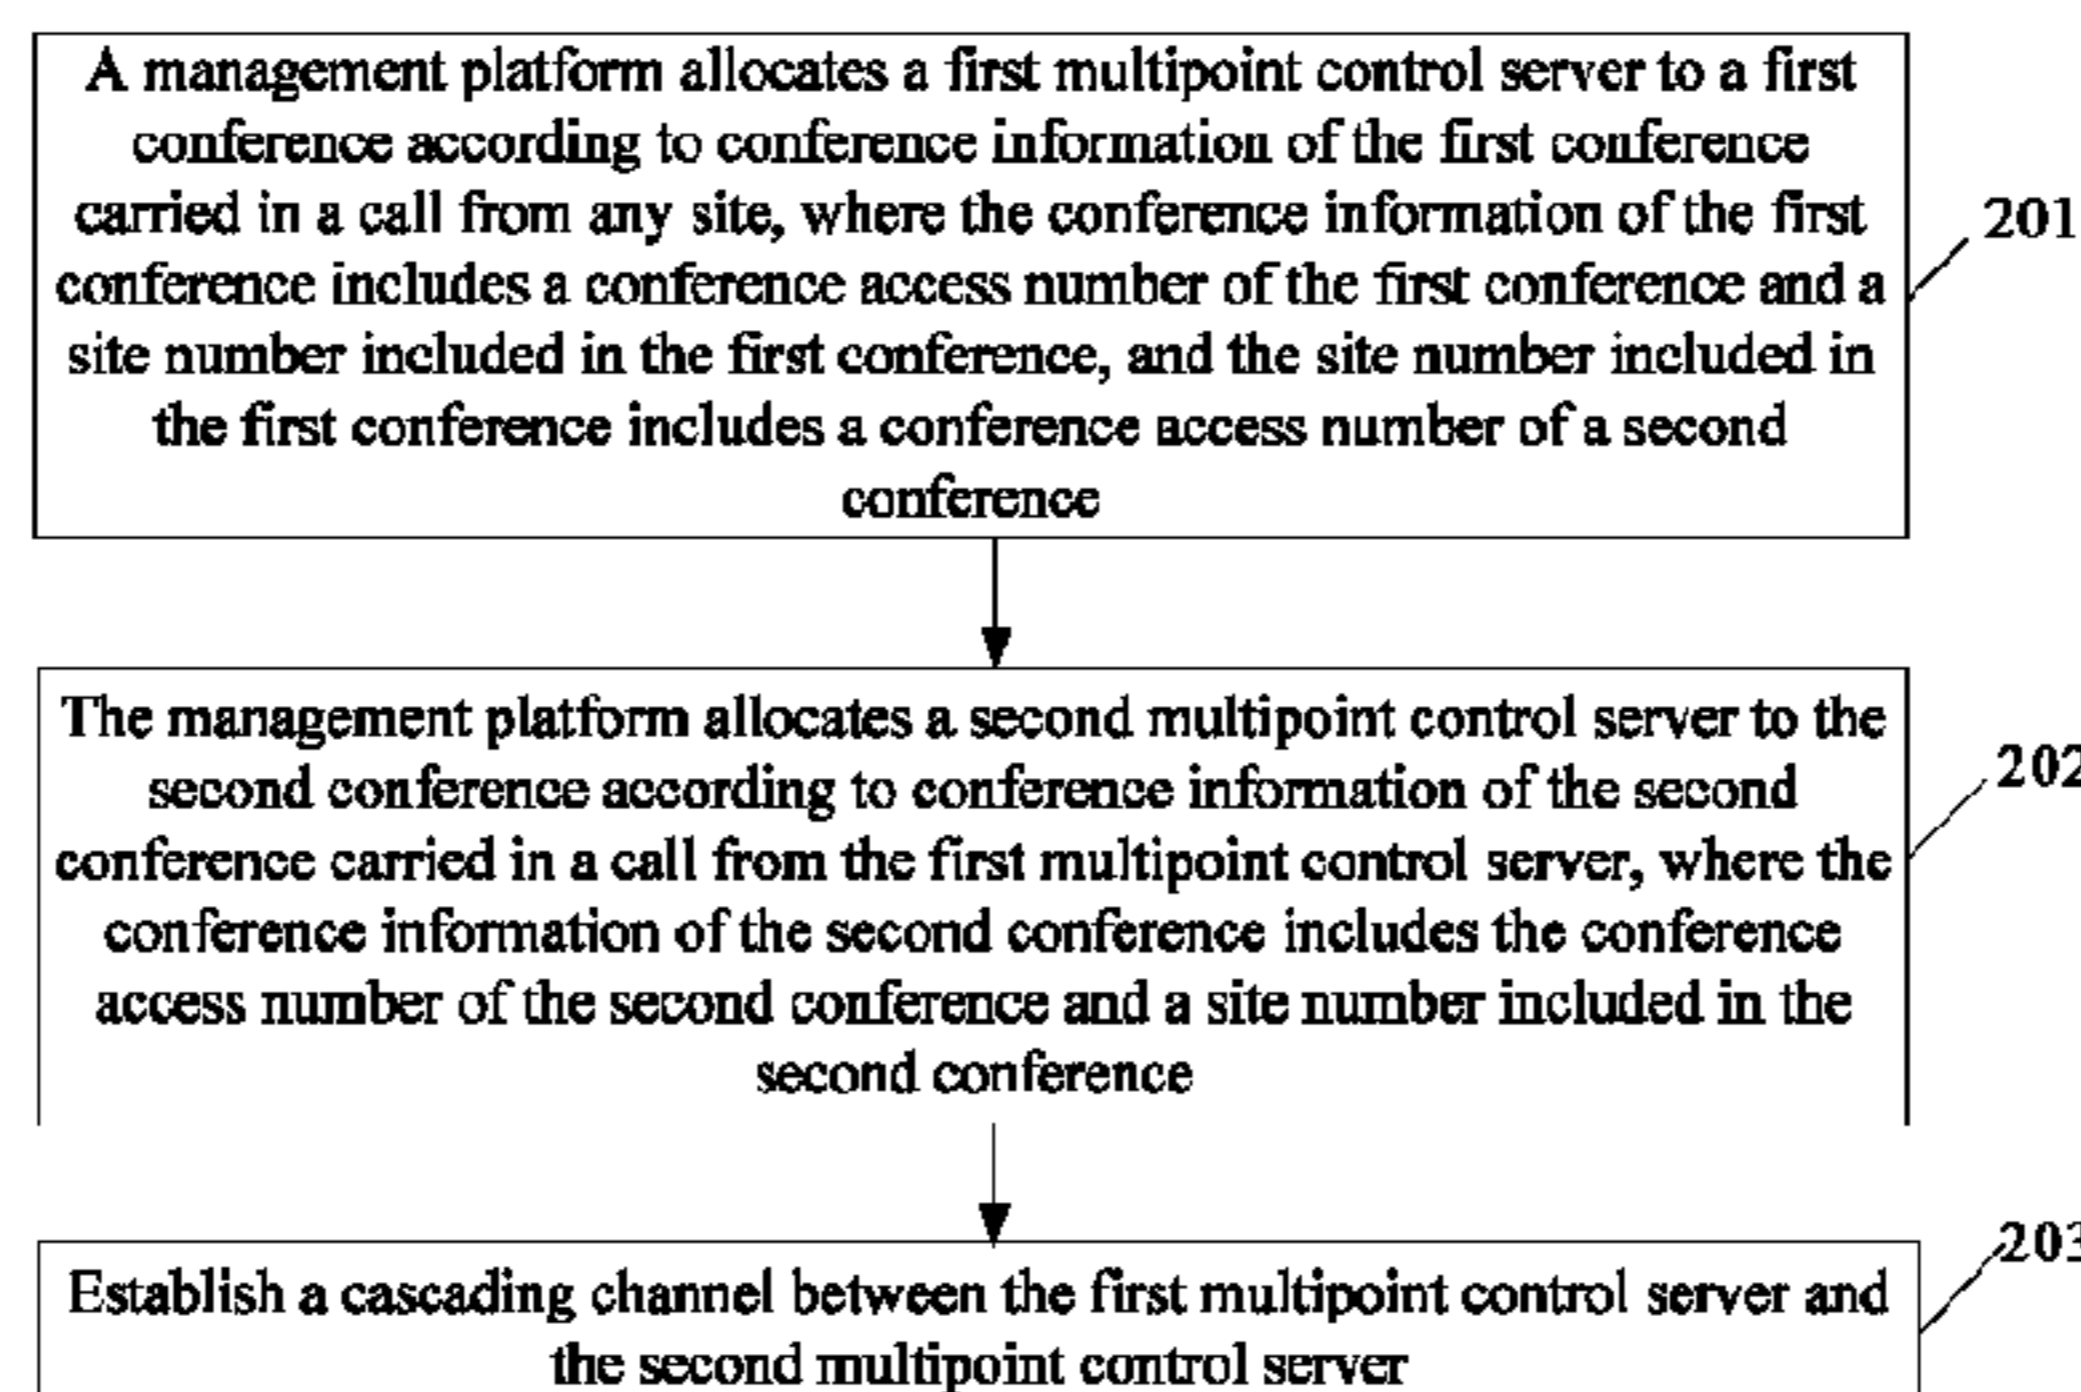 A management platform allocates a first multipoint control server to a first
conference according to conference information of the first conference
carried in a call from any site, where the conference information of the first
conference includes a conference access number of the first conference and a
site number included in the first conference, and the site number included in
the first conference includes a conference access number of a second
conference
201
The management platform allocates a second multipoint control server to the
second conference according to conference information of the second
conference carried in a call from the first multipoint control server, where the
conference information of the second conference includes the conference
access number of the second conference and a site number included in the
second conference
202
Establish a cascading channel between the first multipoint control server and
the second multipoint control server
203